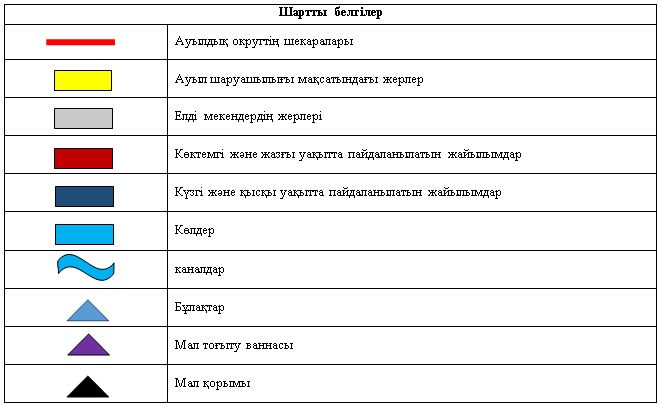 Шартты белгілер
Ауылдық округтің шекаралары
Ауыл шаруашылығы мақсатындағы жерлер
Елді мекендердің жерлері
Көктемгі және жазғы уақытта пайдаланылатын жайылымдар
Күзгі және қысқы уақытта пайдаланылатын жайылымдар
Көлдер
каналдар
Бұлақтар
Мал тоғыту ваннасы
Мал қорымы